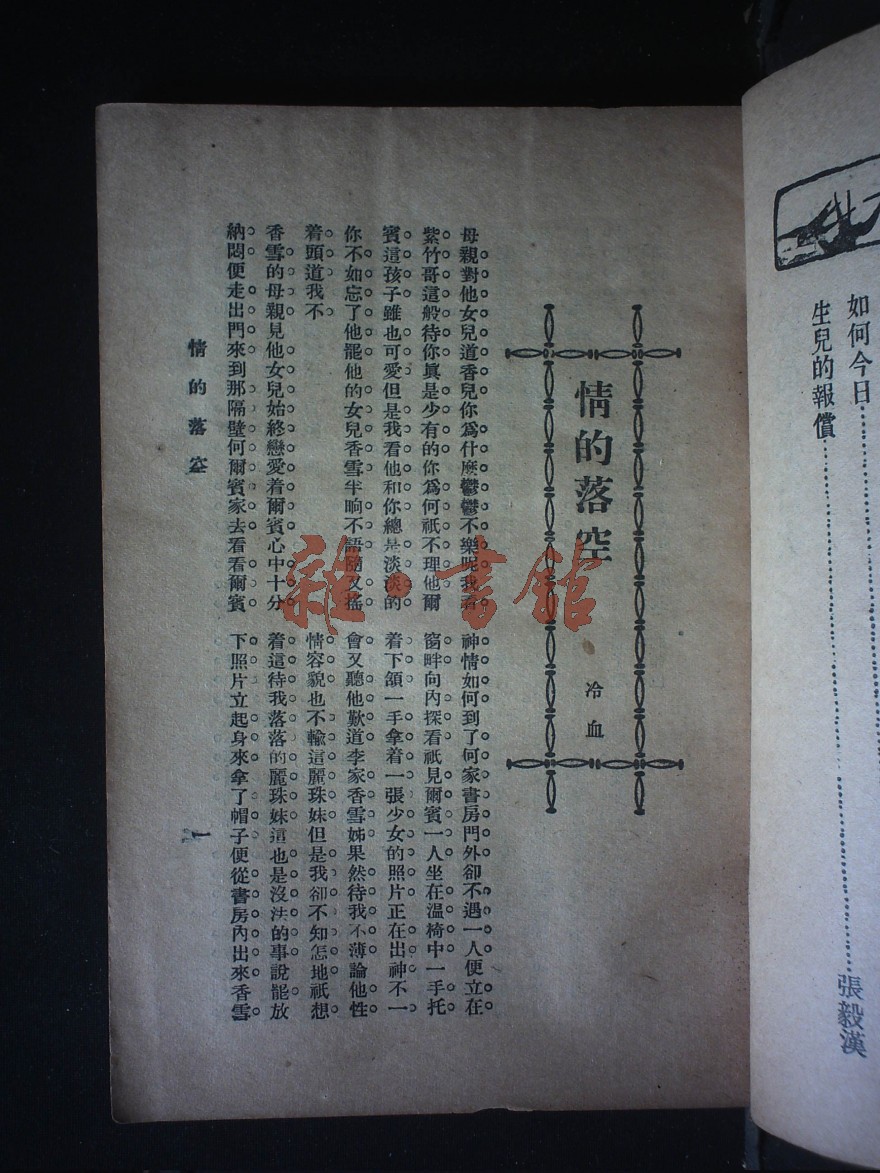 如何今日
生兒的報償
張毅漢
情的落空
冷血
母親對他女兒道香兒你爲什麼鬱鬱不樂呢我看
紫竹哥這般待你眞是少有的你爲何祇不理他爾
賓這孩子雖也可愛但是我看他和你總是淡淡的
你不如忘了他罷他的女兒香雪半晌不語隨又搖
着頭道我不
香雪的母親見他女兒始終戀愛着爾賓心中十分
納悶便走出門來到那隔壁何爾賓家去看看爾賓
神情如何到了何家書房門外卻不遇一人便立在
窗畔向內探看祇見爾賓一人坐在溫椅中一手托
着下頷一手拿着一張少女的照片正在出神不一
會又聽他歎道李家香雪姊果然待我不薄論他性
情容貌也不輸這麗珠妹但是我卻不知怎地祇想
着這待我落落的麗珠妹這也是沒法的事說罷放
下照片立起身來拿了帽子便從書房內出來香雪
情的落空
一
雜·書館